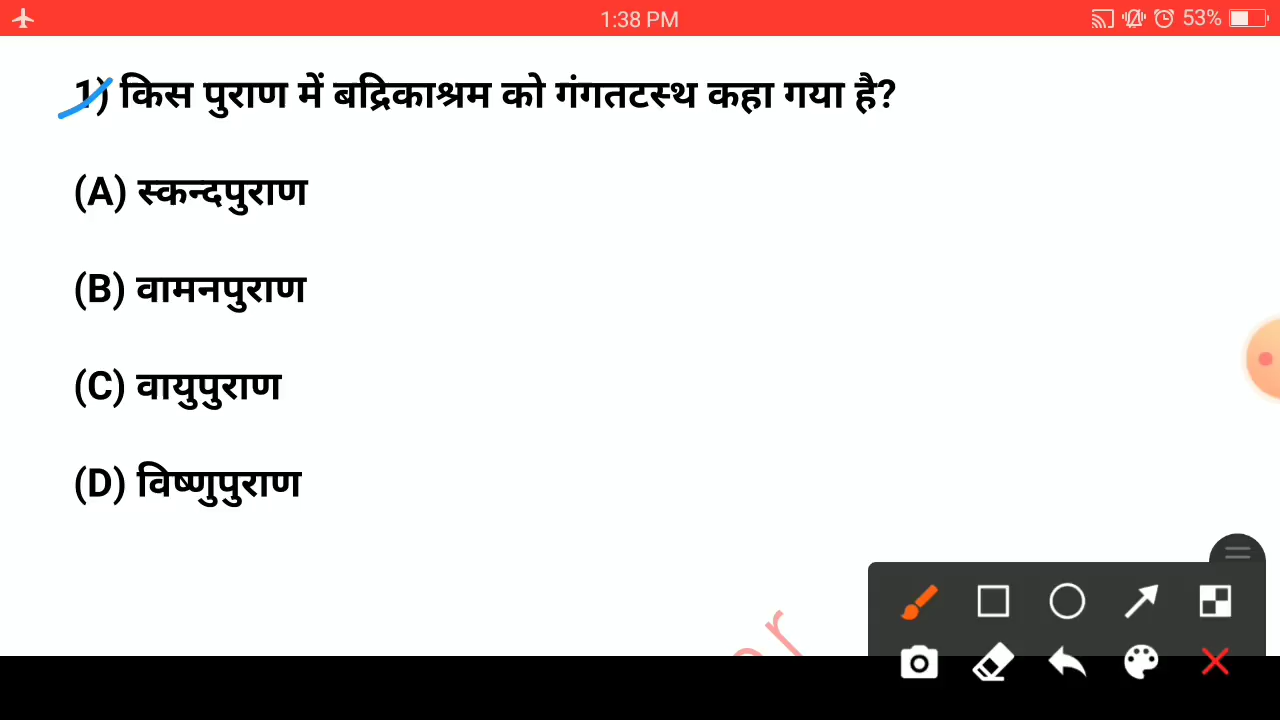 1:38 PM
53%
1) किस पुराण में बद्रिकाश्रम को गंगतटस्थ कहा गया है?
(A) स्कन्दपुराण
(B) वामनपुराण
(C) वायुपुराण
(D) विष्णुपुराण